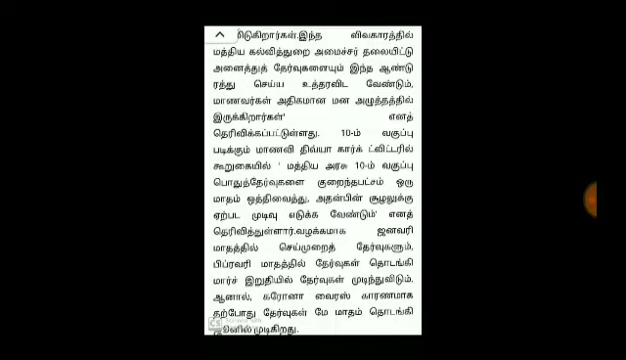 மிடுகிறார்கள்.இந்த விவகாரத்தில்
மத்திய கல்வித்துறை அமைச்சர் தலையிட்டு
அனைத்துத் தேர்வுகளையும் இந்த ஆண்டு
ரத்து செய்ய உத்தரவிட வேண்டும்,
மாணவர்கள் அதிகமான மன அழுத்தத்தில்
இருக்கிறார்கள்' எனத்
தெரிவிக்கப்பட்டுள்ளது. 10-ம் வகுப்பு
படிக்கும் மாணவி திவ்யா கார்க் ட்விட்டரில்
கூறுகையில் ' மத்திய அரசு 10-ம் வகுப்பு
பொதுத்தேர்வுகளை குறைந்தபட்சம் ஒரு
மாதம் ஒத்திவைத்து, அதன்பின் சூழலுக்கு
ஏற்பட முடிவு எடுக்க வேண்டும்' எனத்
தெரிவித்துள்ளார்.வழக்கமாக ஜனவரி
மாதத்தில் செய்முறைத் தேர்வுகளும்,
பிப்ரவரி மாதத்தில் தேர்வுகள் தொடங்கி
மார்ச் இறுதியில் தேர்வுகள் முடிந்துவிடும்.
ஆனால், கரோனா வைரஸ் காரணமாக
தற்போது தேர்வுகள் மே மாதம் தொடங்கி
ஜூனில் முடிகிறது.
CS